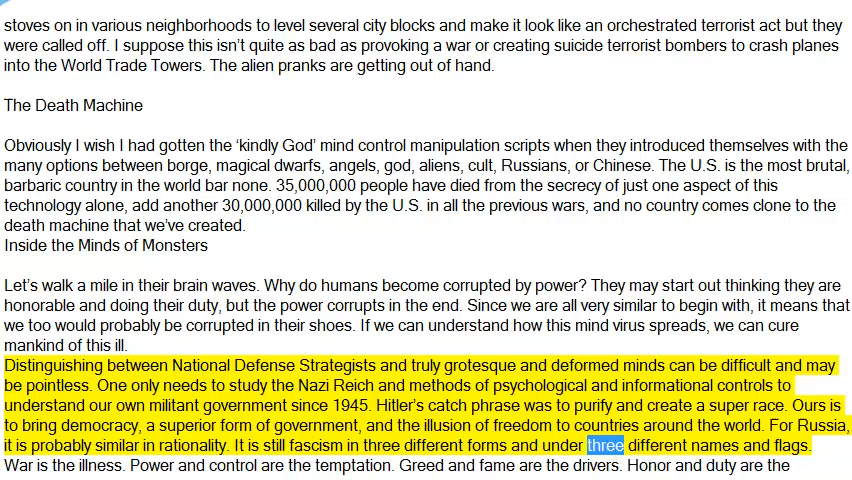 stoves on in various neighborhoods to level several city blocks and make it look like an orchestrated terrorist act but they
were called off. I suppose this isn’t quite as bad as provoking a war or creating suicide terrorist bombers to crash planes
into the World Trade Towers. The alien pranks are getting out of hand.
The Death Machine
Obviously I wish I had gotten the ‘kindly God’ mind control manipulation scripts when they introduced themselves with the
many options between borge, magical dwarfs, angels, god, aliens, cult, Russians, or Chinese. The U.S. is the most brutal,
barbaric country in the world bar none. 35,000,000 people have died from the secrecy of just one aspect of this
technology alone, add another 30,000,000 killed by the U.S. in all the previous wars, and no country comes clone to the
death machine that we’ve created.
Inside the Minds of Monsters
Let’s walk a mile in their brain waves. Why do humans become corrupted by power? They may start out thinking they are
honorable and doing their duty, but the power corrupts in the end. Since we are all very similar to begin with, it means that
we too would probably be corrupted in their shoes. If we can understand how this mind virus spreads, we can cure
mankind of this ill.
Distinguishing between National Defense Strategists and truly grotesque and deformed minds can be difficult and may
be pointless. One only needs to study the Nazi Reich and methods of psychological and informational controls to
understand our own militant government since 1945. Hitler’s catch phrase was to purify and create a super race. Ours is
to bring democracy, a superior form of government, and the illusion of freedom to countries around the world. For Russia,
it is probably similar in rationality. It is still fascism in three different forms and under three different names and flags.
War is the illness. Power and control are the temptation. Greed and fame are the drivers. Honor and duty are the